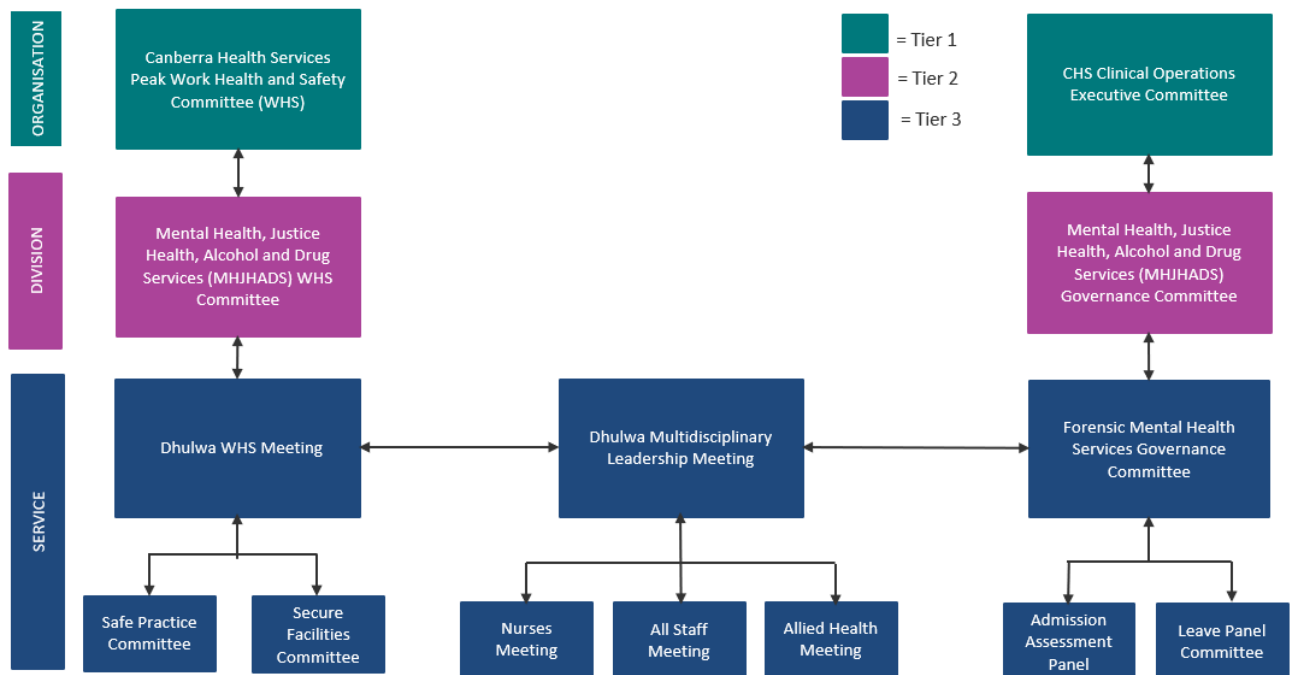 ORGANISATION
Canberra Health Services
Peak Work Health and Safety
Committee (WHS)
= Tier 1
= Tier 2
= Tier 3
CHS Clinical Operations
Executive Committee
DIVISION
Mental Health, Justice
Health, Alcohol and Drug
Services (MHJHADS) WHS
Committee
Mental Health, Justice
Health, Alcohol and Drug
Services (MHJHADS)
Governance Committee
SERVICE
Dhulwa WHS Meeting
Dhulwa Multidisciplinary
Leadership Meeting
Forensic Mental Health
Services Governance
Committee
Safe Practice
Committee
Secure
Facilities
Committee
Nurses
Meeting
All Staff
Meeting
Allied Health
Meeting
Admission
Assessment
Panel
Leave Panel
Committee